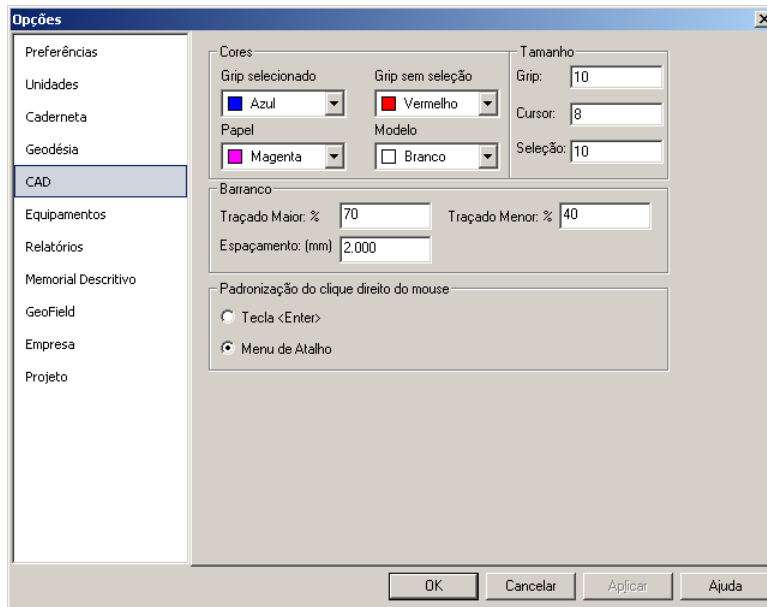 Opções
Preferências
Unidades
Caderneta
Geodésia
CAD
Equipamentos
Relatórios
Memorial Descritivo
GeoField
Empresa
Projeto
Cores
Grip selecionado
Grip sem seleção
Azul
Vermelho
Papel
Modelo
Magenta
Branco
Tamanho
Grip: 10
Cursor: 8
Seleção: 10
Barranco
Traçado Maior: % 70
Traçado Menor: % 40
Espaçamento: (mm) 2.000
Padronização do clique direito do mouse
Tecla <Enter>
Menu de Atalho
OK
Cancelar
Aplicar
Ajuda